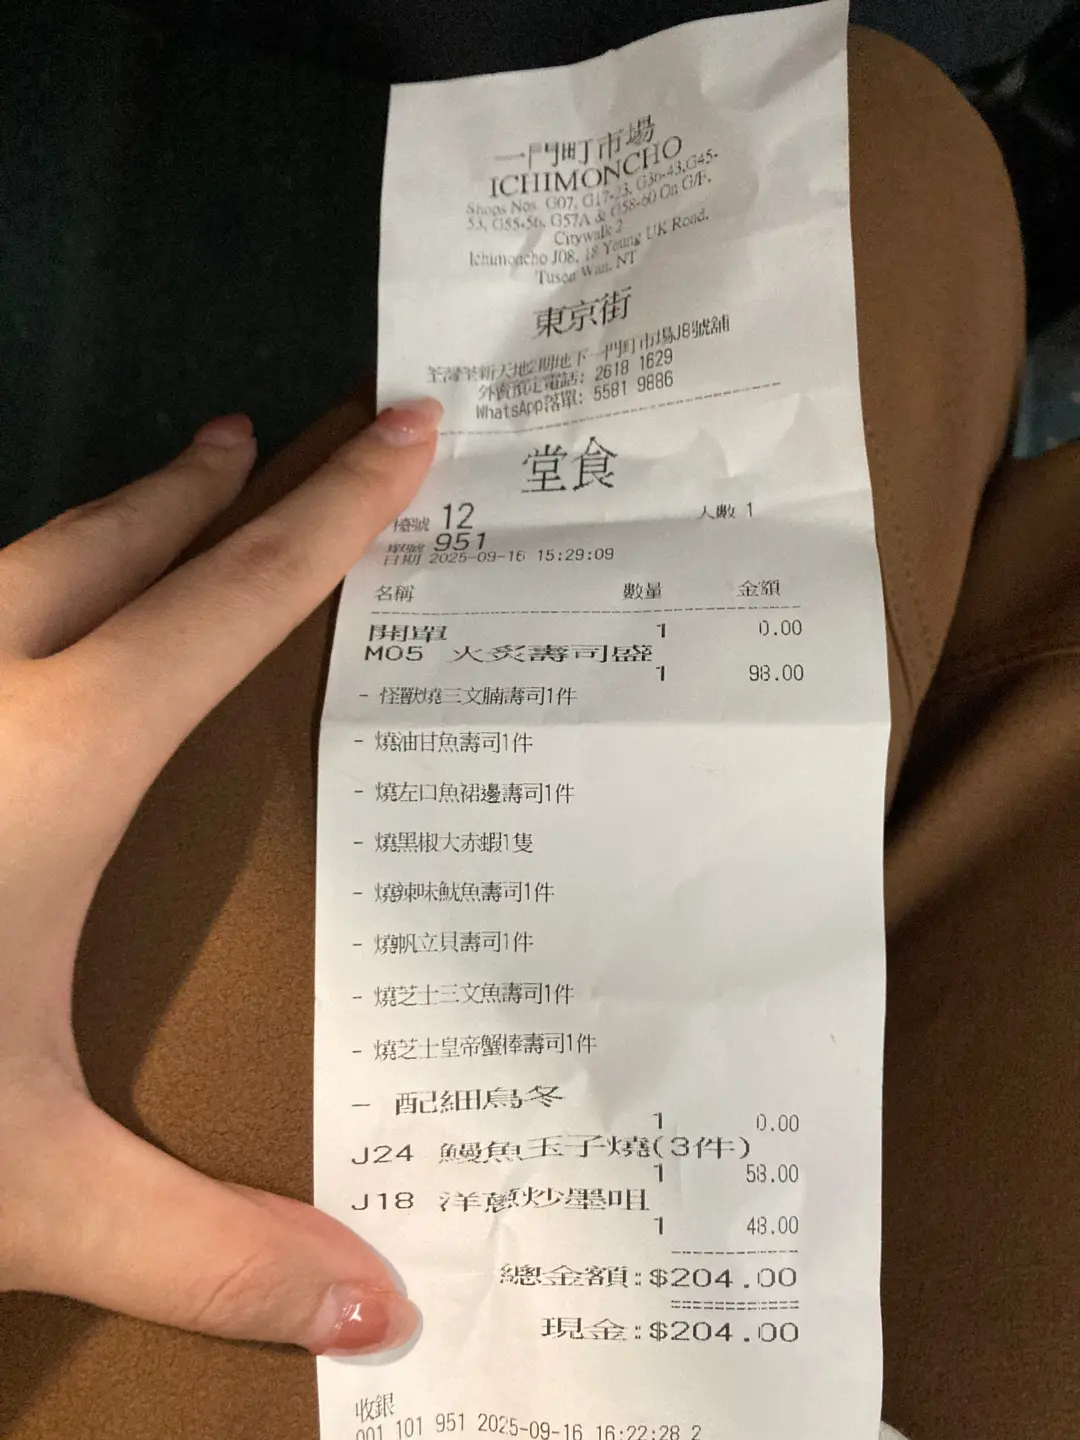 一門町市場
ICHIMONCHO
Shops Nos. G07, G17-23, G36-43,G45-
53, G55-56, G57A & G58-60 On G/F,
Citywalk 2
Ichimoncho J08, 18 Yeung UK Road,
Tusen Wan, NT
東京街
荃灣荃新天地2期地下一門町市場J8號舖
外賣預定電話: 2618 1629
WhatsApp落單: 5581 9886
堂食
檯號 12 人數 1
單號 951
日期 2025-09-16 15:29:09
名稱 數量 金額
開單
1 0.00
M05 火炙壽司盛
1 98.00
- 怪獸燒三文腩壽司1件
- 燒油甘魚壽司1件
- 燒左口魚裙邊壽司1件
- 燒黑椒大赤蝦1隻
- 燒辣味魷魚壽司1件
- 燒帆立貝壽司1件
- 燒芝士三文魚壽司1件
- 燒芝士皇帝蟹棒壽司1件
- 配細烏冬
1 0.00
J24 鰻魚玉子燒(3件)
1 58.00
J18 洋蔥炒墨咀
1 48.00
總金額:$204.00
現金:$204.00
收銀
001 101 951 2025-09-16 16:22:28 2